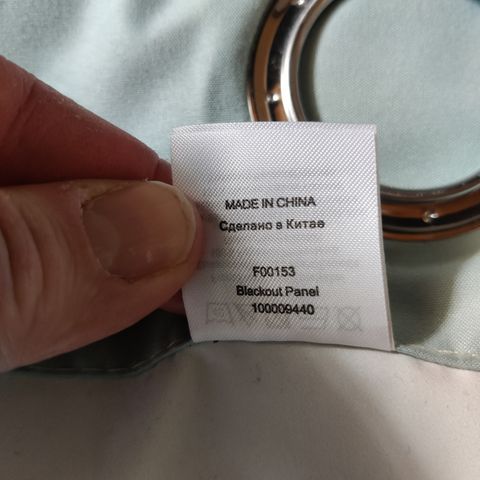 MADE IN CHINA
Сделано в Китае
F00153
Blackout Panel
100009440